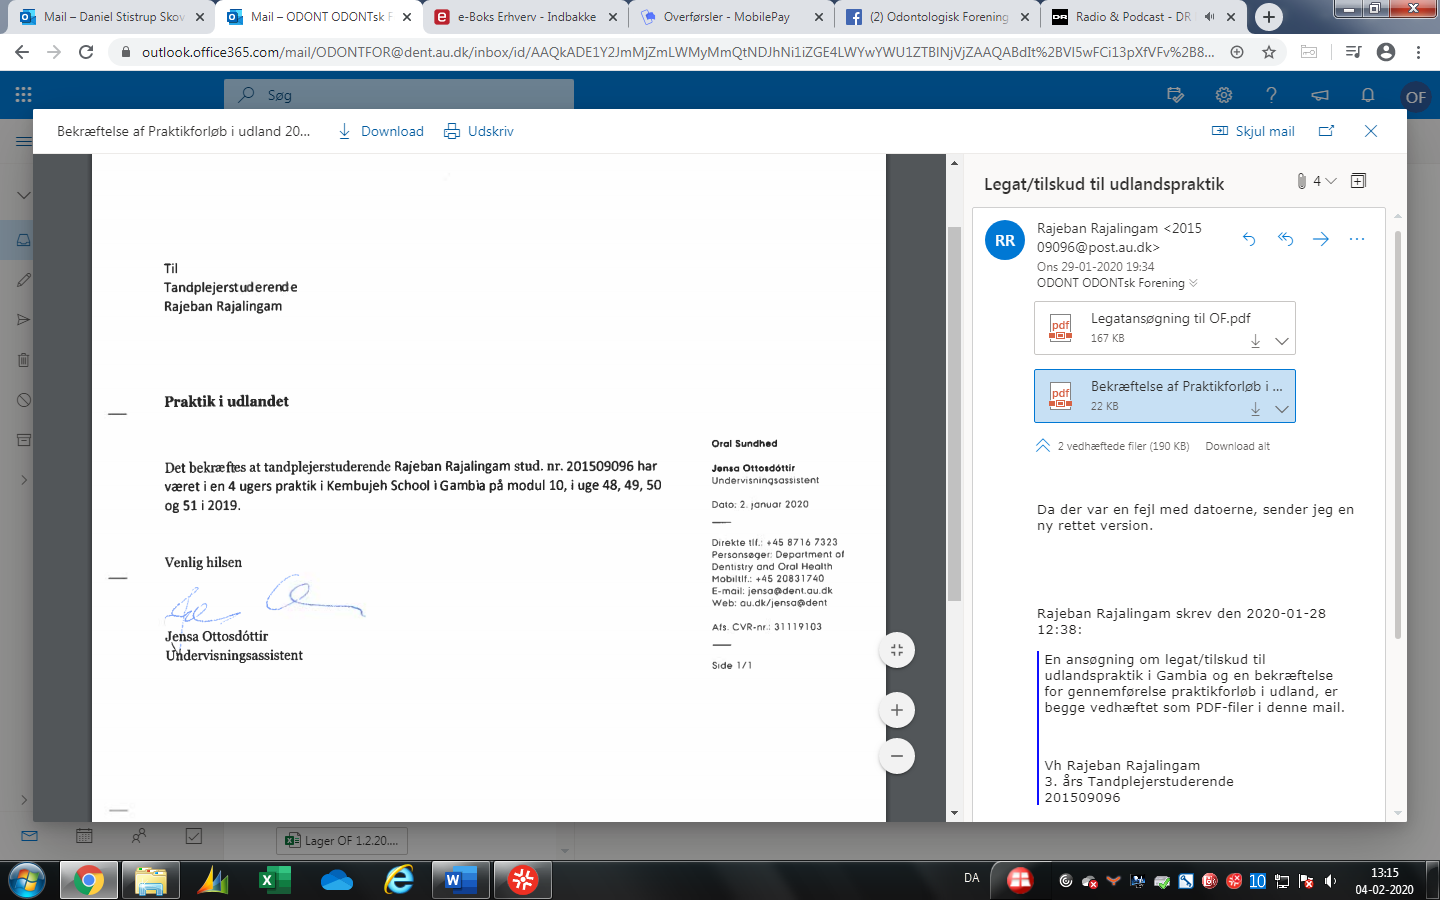 Mail – Daniel Stistrup Skov
Mail – ODONT ODONTsk F
e-Boks Erhverv - Indbakke
Overførsler - MobilePay
(2) Odontologisk Forening
Radio & Podcast - DR
outlook.office365.com/mail/ODONTFOR@dent.au.dk/inbox/id/AAQkADE1Y2JmMjZmLWMyMmQtNDJhNi1iZGE4LWYwYWU1ZTBlNjVjZAAQABdIt%2BVl5wFCi13pXfVFv%2B8...
Søg
OF
Bekræftelse af Praktikforløb i udland 20...
Download
Udskriv
Skjul mail
Til
Tandplejerstuderende
Rajeban Rajalingam
Praktik i udlandet
Det bekræftes at tandplejerstuderende Rajeban Rajalingam stud. nr. 201509096 har
været i en 4 ugers praktik i Kembujeh School i Gambia på modul 10, i uge 48, 49, 50
og 51 i 2019.
Venlig hilsen
Jensa Ottosdóttir
Undervisningsassistent
Oral Sundhed
Jensa Ottosdóttir
Undervisningsassistent
Dato: 2. januar 2020
Direkte tlf.: +45 8716 7323
Personsøger: Department of
Dentistry and Oral Health
Mobiltlf.: +45 20831740
E-mail: jensa@dent.au.dk
Web: au.dk/jensa@dent
Afs. CVR-nr.: 31119103
Side 1/1
Legat/tilskud til udlandspraktik
4
RR
Rajeban Rajalingam <2015
09096@post.au.dk>
Ons 29-01-2020 19:34
ODONT ODONTsk Forening
pdf
Legatansøgning til OF.pdf
167 KB
pdf
Bekræftelse af Praktikforløb i ...
22 KB
2 vedhæftede filer (190 KB)
Download alt
Da der var en fejl med datoerne, sender jeg en
ny rettet version.
Rajeban Rajalingam skrev den 2020-01-28
12:38:
En ansøgning om legat/tilskud til
udlandspraktik i Gambia og en bekræftelse
for gennemførelse praktikforløb i udland, er
begge vedhæftet som PDF-filer i denne mail.
Vh Rajeban Rajalingam
3. års Tandplejerstuderende
201509096
Lager OF 1.2.20....
DA
10
13:15
04-02-2020